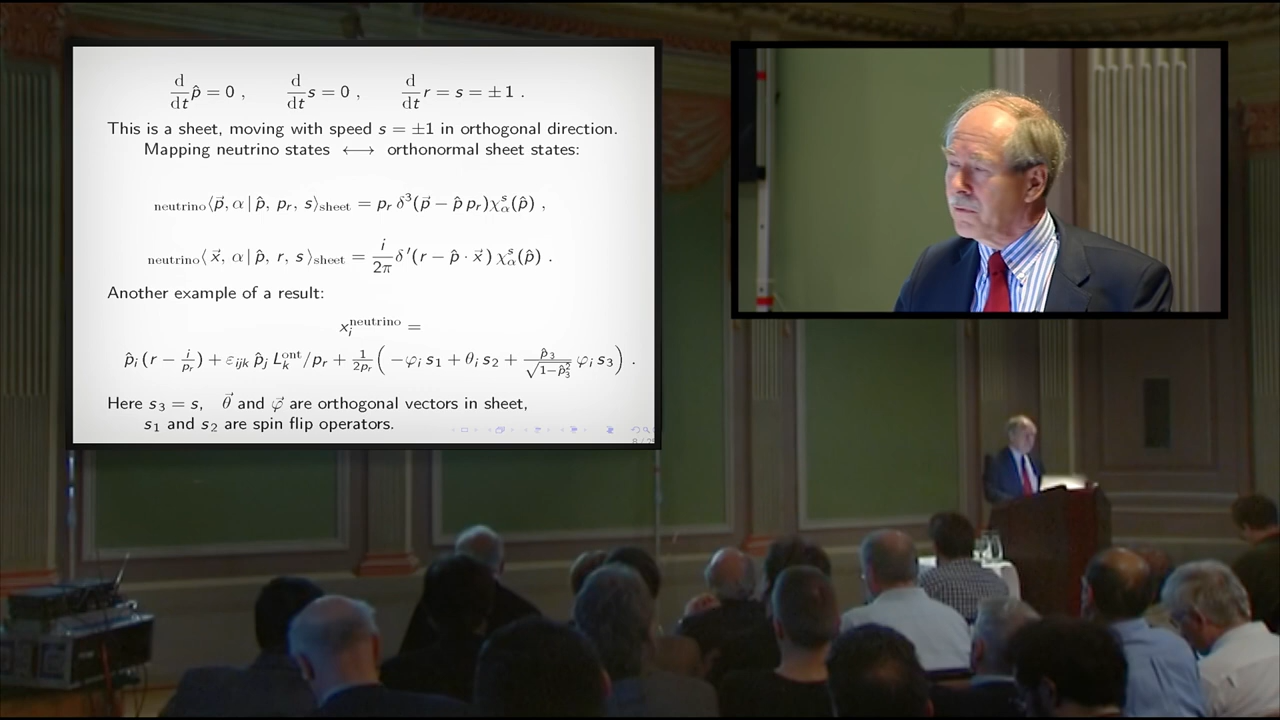 d/dt p̂ = 0 , d/dt s = 0 , d/dt r = s = ±1 .
This is a sheet, moving with speed s = ±1 in orthogonal direction.
Mapping neutrino states ⟷ orthonormal sheet states:
neutrino⟨p⃗, α | p̂, p_r, s⟩sheet = p_r δ³(p⃗ − p̂ p_r)χ^s_α(p̂) ,
neutrino⟨ x⃗, α | p̂, r, s ⟩sheet = i/2π δ′(r − p̂ · x⃗ ) χ^s_α(p̂) .
Another example of a result:
x_i^neutrino =
p̂_i (r − i/p_r) + ε_ijk p̂_j L_k^ont/p_r + 1/2p_r ( −φ_i s_1 + θ_i s_2 + p̂_3/√(1−p̂_3²) φ_i s_3 ) .
Here s_3 = s, θ⃗ and φ⃗ are orthogonal vectors in sheet,
s_1 and s_2 are spin flip operators.